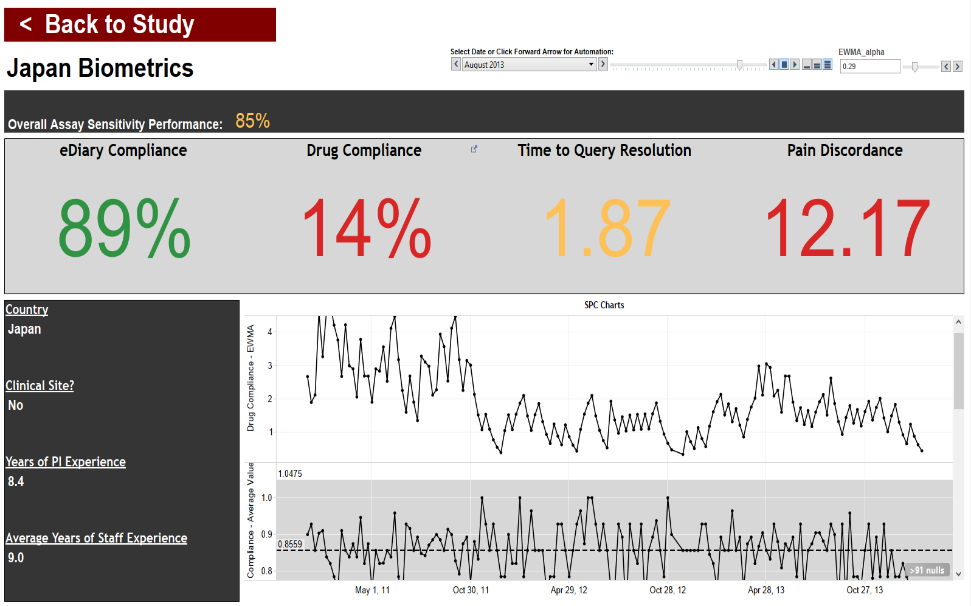 < Back to Study
Japan Biometrics
Select Date or Click Forward Arrow for Automation:
August 2013
EWMA_alpha
0.29
Overall Assay Sensitivity Performance: 85%
eDiary Compliance
Drug Compliance
Time to Query Resolution
Pain Discordance
89%
14%
1.87
12.17
Country
Japan
Clinical Site?
No
Years of PI Experience
8.4
Average Years of Staff Experience
9.0
SPC Charts
Drug Compliance - EWMA
4
3
2
1
Compliance - Average Value
1.0475
1.0
0.9
0.8559
0.8
>91 nulls
May 1, 11
Oct 30, 11
Apr 29, 12
Oct 28, 12
Apr 28, 13
Oct 27, 13